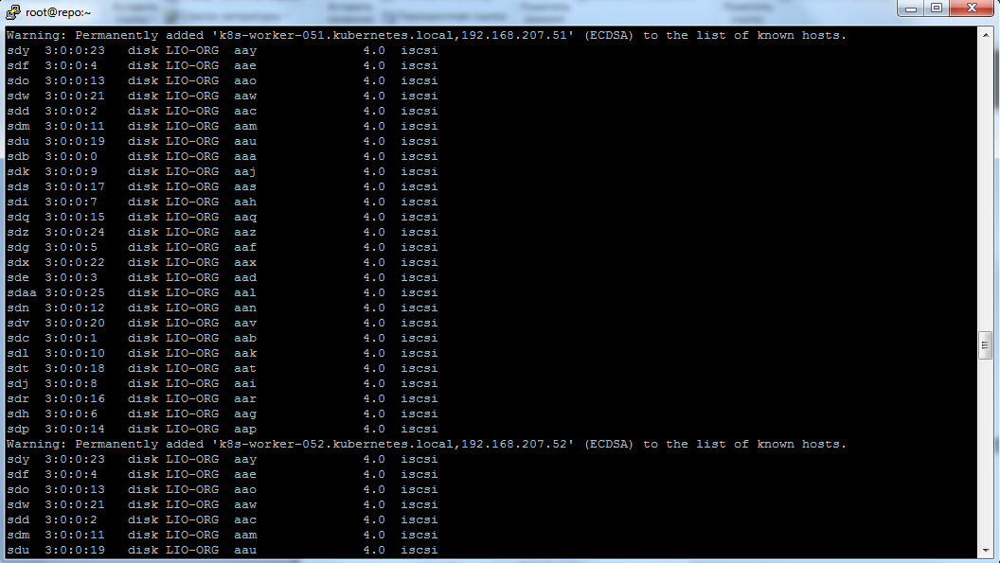 root@repo:~
Warning: Permanently added 'k8s-worker-051.kubernetes.local,192.168.207.51' (ECDSA) to the list of known hosts.
sdy 3:0:0:23 disk LIO-ORG aay 4.0 iscsi
sdf 3:0:0:4 disk LIO-ORG aae 4.0 iscsi
sdo 3:0:0:13 disk LIO-ORG aao 4.0 iscsi
sdw 3:0:0:21 disk LIO-ORG aaw 4.0 iscsi
sdd 3:0:0:2 disk LIO-ORG aac 4.0 iscsi
sdm 3:0:0:11 disk LIO-ORG aam 4.0 iscsi
sdu 3:0:0:19 disk LIO-ORG aau 4.0 iscsi
sdb 3:0:0:0 disk LIO-ORG aaa 4.0 iscsi
sdk 3:0:0:9 disk LIO-ORG aaj 4.0 iscsi
sds 3:0:0:17 disk LIO-ORG aas 4.0 iscsi
sdi 3:0:0:7 disk LIO-ORG aah 4.0 iscsi
sdq 3:0:0:15 disk LIO-ORG aaq 4.0 iscsi
sdz 3:0:0:24 disk LIO-ORG aaz 4.0 iscsi
sdg 3:0:0:5 disk LIO-ORG aaf 4.0 iscsi
sdx 3:0:0:22 disk LIO-ORG aax 4.0 iscsi
sde 3:0:0:3 disk LIO-ORG aad 4.0 iscsi
sdaa 3:0:0:25 disk LIO-ORG aal 4.0 iscsi
sdn 3:0:0:12 disk LIO-ORG aan 4.0 iscsi
sdv 3:0:0:20 disk LIO-ORG aav 4.0 iscsi
sdc 3:0:0:1 disk LIO-ORG aab 4.0 iscsi
sdl 3:0:0:10 disk LIO-ORG aak 4.0 iscsi
sdt 3:0:0:18 disk LIO-ORG aat 4.0 iscsi
sdj 3:0:0:8 disk LIO-ORG aai 4.0 iscsi
sdr 3:0:0:16 disk LIO-ORG aar 4.0 iscsi
sdh 3:0:0:6 disk LIO-ORG aag 4.0 iscsi
sdp 3:0:0:14 disk LIO-ORG aap 4.0 iscsi
Warning: Permanently added 'k8s-worker-052.kubernetes.local,192.168.207.52' (ECDSA) to the list of known hosts.
sdy 3:0:0:23 disk LIO-ORG aay 4.0 iscsi
sdf 3:0:0:4 disk LIO-ORG aae 4.0 iscsi
sdo 3:0:0:13 disk LIO-ORG aao 4.0 iscsi
sdw 3:0:0:21 disk LIO-ORG aaw 4.0 iscsi
sdd 3:0:0:2 disk LIO-ORG aac 4.0 iscsi
sdm 3:0:0:11 disk LIO-ORG aam 4.0 iscsi
sdu 3:0:0:19 disk LIO-ORG aau 4.0 iscsi